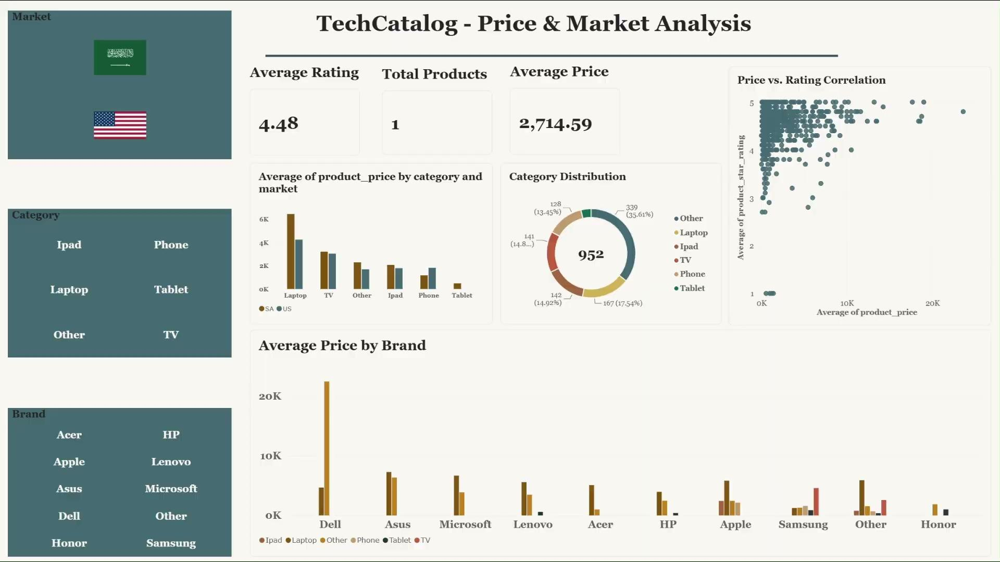 Market
TechCatalog - Price & Market Analysis
Average Rating
Total Products
Average Price
4.48
1
2,714.59
Average of product_price by category and
market
6K
4K
2K
0K
Laptop
TV
Other
Ipad
Phone
Tablet
SA
US
Category Distribution
128
(13.45%)
339
(35.61%)
141
(14.8...)
952
142
(14.92%)
167 (17.54%)
Other
Laptop
Ipad
TV
Phone
Tablet
Price vs. Rating Correlation
Average of product_star_rating
5
4
3
2
1
0K
10K
20K
Average of product_price
Category
Ipad
Phone
Laptop
Tablet
Other
TV
Average Price by Brand
20K
10K
0K
Dell
Asus
Microsoft
Lenovo
Acer
HP
Apple
Samsung
Other
Honor
Ipad
Laptop
Other
Phone
Tablet
TV
Brand
Acer
HP
Apple
Lenovo
Asus
Microsoft
Dell
Other
Honor
Samsung